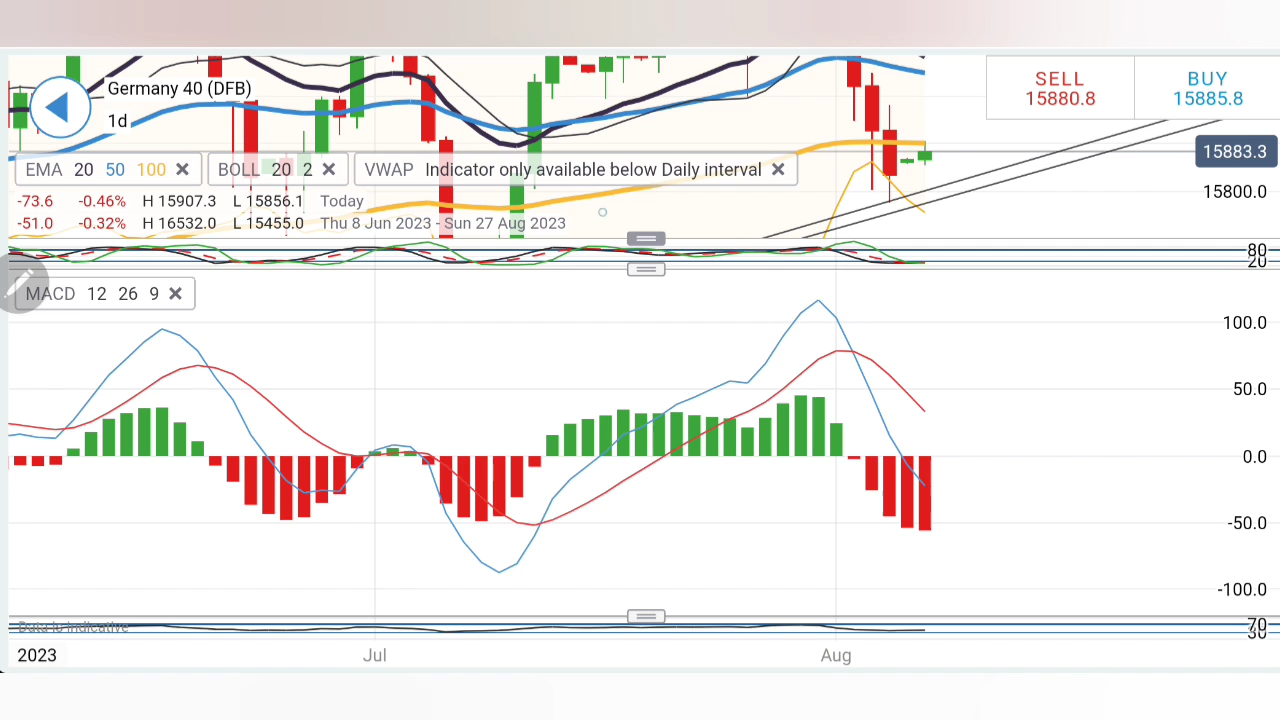 Germany 40 (DFB)
1d
SELL
15880.8
BUY
15885.8
15883.3
EMA 20 50 100
BOLL 20 2
VWAP Indicator only available below Daily interval
15800.0
-73.6 -0.46% H 15907.3 L 15856.1 Today
-51.0 -0.32% H 16532.0 L 15455.0 Thu 8 Jun 2023 - Sun 27 Aug 2023
80
20
MACD 12 26 9
100.0
50.0
0.0
-50.0
-100.0
Data is indicative
70
30
2023 Jul Aug